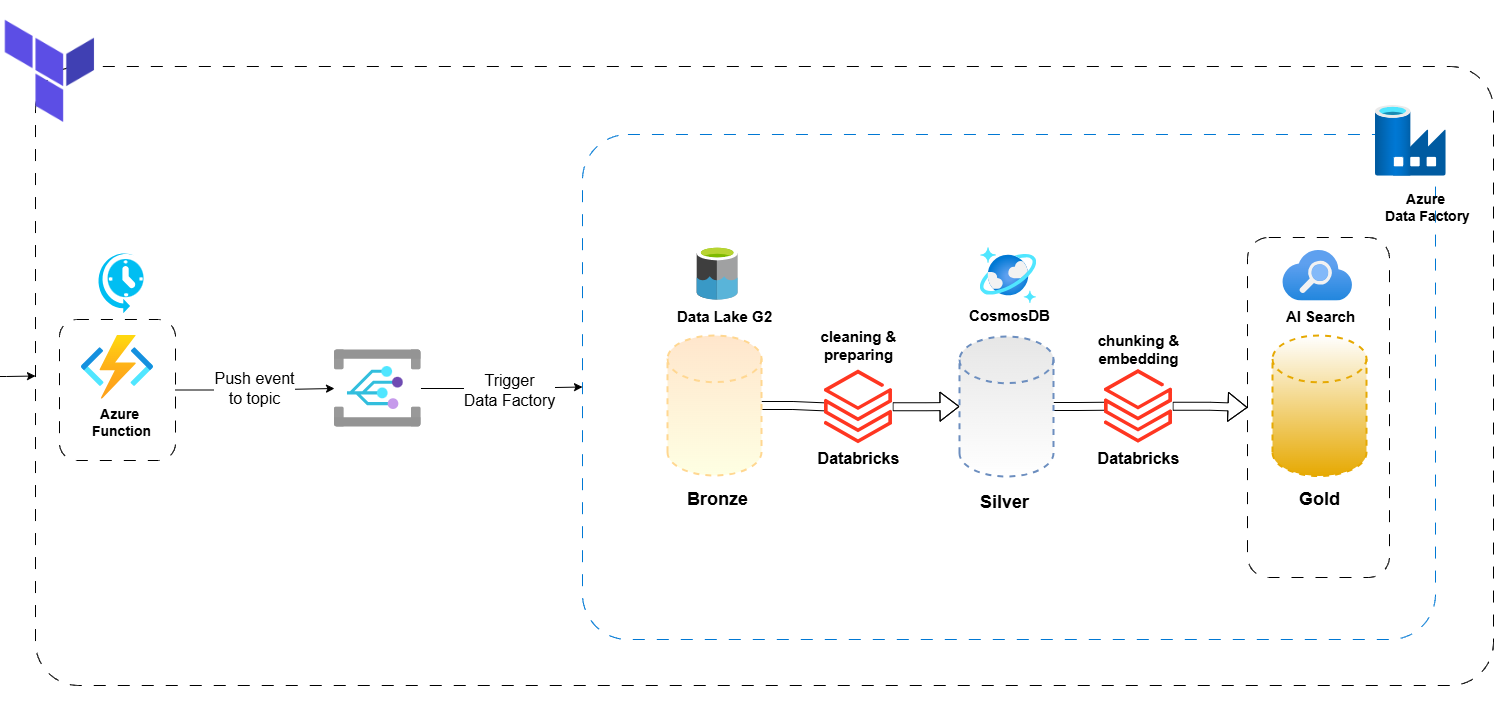 Azure
Data Factory
Data Lake G2
CosmosDB
AI Search
cleaning &
preparing
chunking &
embedding
Push event
to topic
Trigger
Data Factory
Azure
Function
Databricks
Databricks
Bronze
Silver
Gold